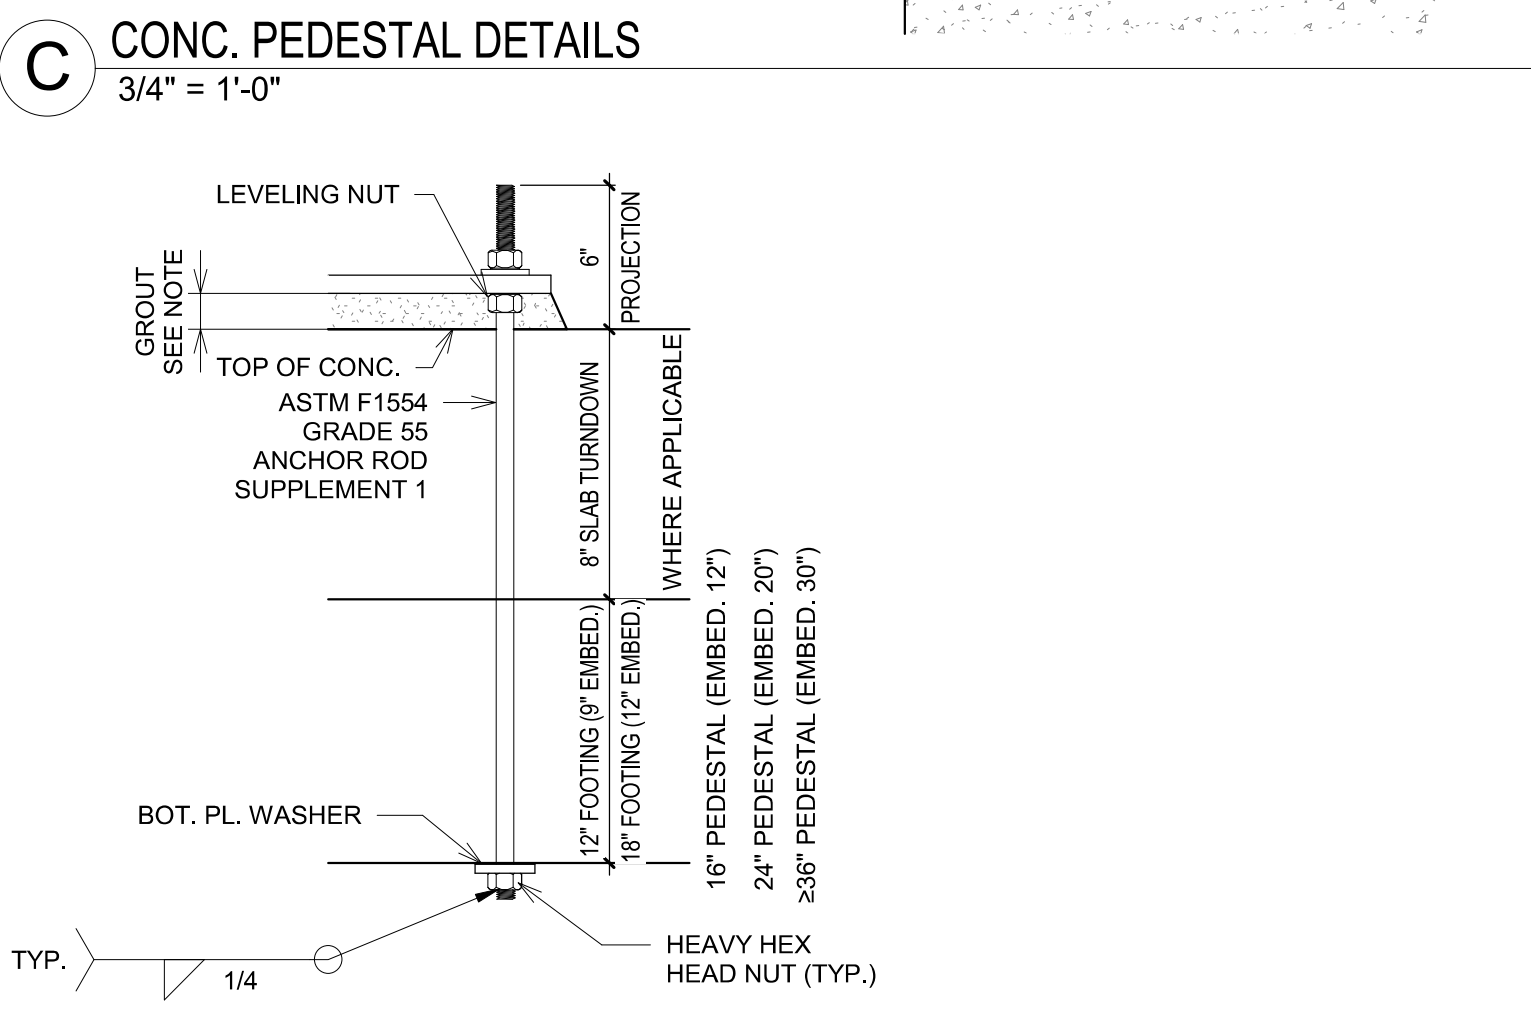 C
CONC. PEDESTAL DETAILS
3/4" = 1'-0"
LEVELING NUT
6"
PROJECTION
GROUT
SEE NOTE
TOP OF CONC.
ASTM F1554
GRADE 55
ANCHOR ROD
SUPPLEMENT 1
8" SLAB TURNDOWN
WHERE APPLICABLE
12" FOOTING (9" EMBED.)
18" FOOTING (12" EMBED.)
16" PEDESTAL (EMBED. 12")
24" PEDESTAL (EMBED. 20")
≥36" PEDESTAL (EMBED. 30")
BOT. PL. WASHER
TYP.
1/4
HEAVY HEX
HEAD NUT (TYP.)